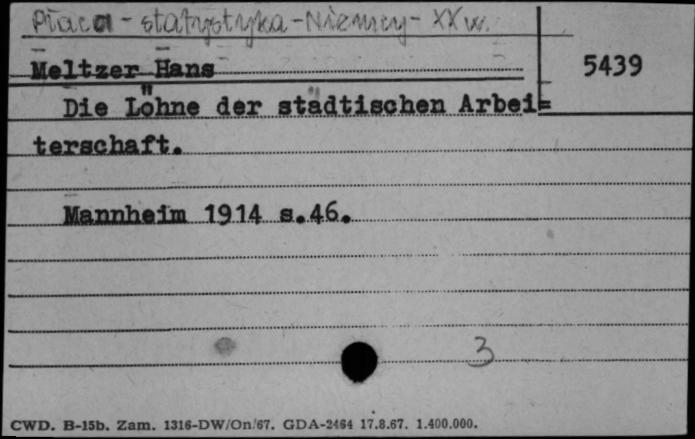 Płaca - statystyka - Niemcy - XX w.
Meltzer Hans
5439
Die Löhne der städtischen Arbei=
terschaft.
Mannheim 1914 s.46.
3
CWD. B-15b. Zam. 1316-DW/On/67. GDA-2464 17.8.67. 1.400.000.